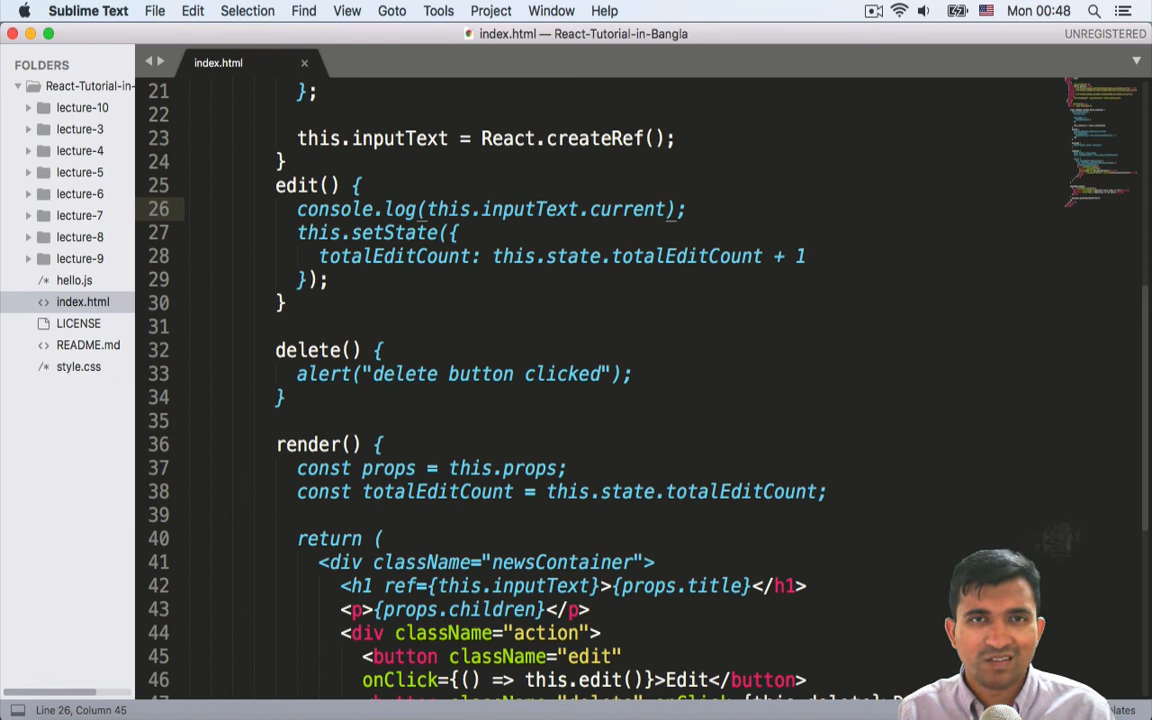 Sublime Text File Edit Selection Find View Goto Tools Project Window Help Mon 00:48
index.html — React-Tutorial-in-Bangla UNREGISTERED
FOLDERS
React-Tutorial-in-
lecture-10
lecture-3
lecture-4
lecture-5
lecture-6
lecture-7
lecture-8
lecture-9
hello.js
index.html
LICENSE
README.md
style.css
index.html
21 };
22
23 this.inputText = React.createRef();
24 }
25 edit() {
26 console.log(this.inputText.current);
27 this.setState({
28 totalEditCount: this.state.totalEditCount + 1
29 });
30 }
31
32 delete() {
33 alert("delete button clicked");
34 }
35
36 render() {
37 const props = this.props;
38 const totalEditCount = this.state.totalEditCount;
39
40 return (
41 <div className="newsContainer">
42 <h1 ref={this.inputText}>{props.title}</h1>
43 <p>{props.children}</p>
44 <div className="action">
45 <button className="edit"
46 onClick={() => this.edit()}>Edit</button>
Line 26, Column 45